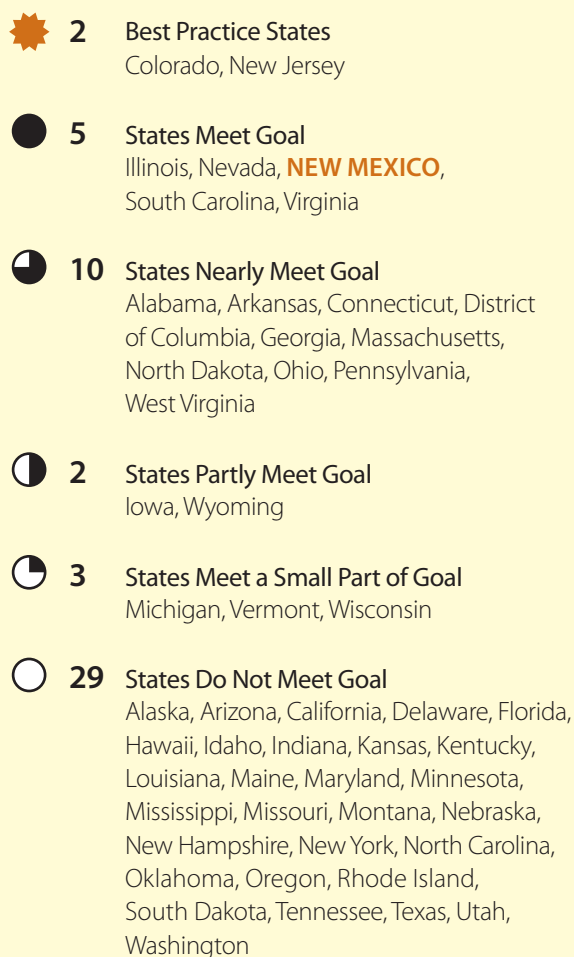 2 Best Practice States
Colorado, New Jersey
5 States Meet Goal
Illinois, Nevada, NEW MEXICO,
South Carolina, Virginia
10 States Nearly Meet Goal
Alabama, Arkansas, Connecticut, District
of Columbia, Georgia, Massachusetts,
North Dakota, Ohio, Pennsylvania,
West Virginia
2 States Partly Meet Goal
Iowa, Wyoming
3 States Meet a Small Part of Goal
Michigan, Vermont, Wisconsin
29 States Do Not Meet Goal
Alaska, Arizona, California, Delaware, Florida,
Hawaii, Idaho, Indiana, Kansas, Kentucky,
Louisiana, Maine, Maryland, Minnesota,
Mississippi, Missouri, Montana, Nebraska,
New Hampshire, New York, North Carolina,
Oklahoma, Oregon, Rhode Island,
South Dakota, Tennessee, Texas, Utah,
Washington